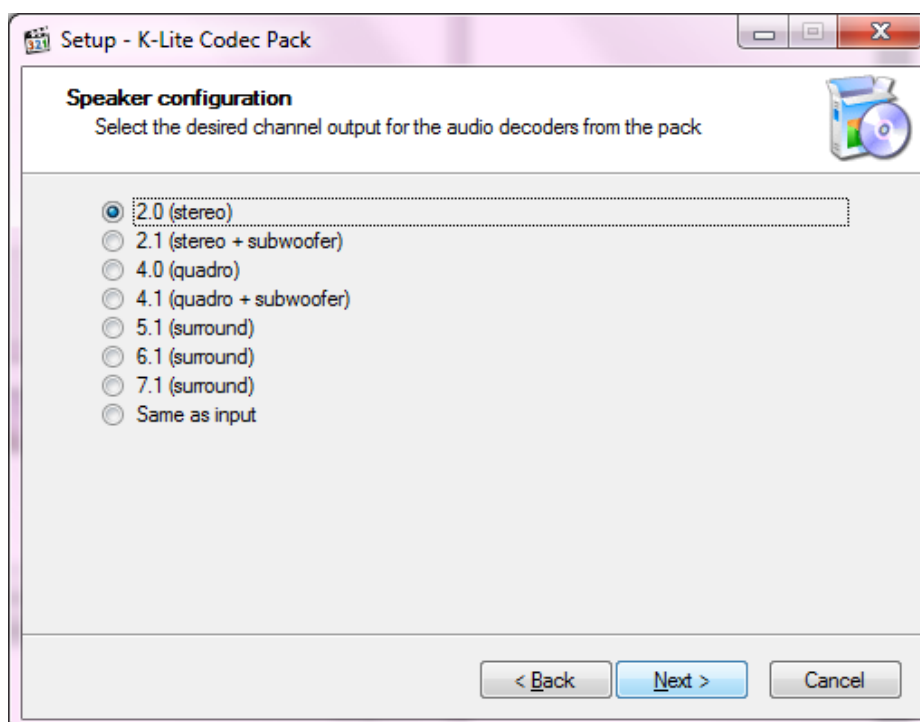 Setup - K-Lite Codec Pack
Speaker configuration
Select the desired channel output for the audio decoders from the pack
2.0 (stereo)
2.1 (stereo + subwoofer)
4.0 (quadro)
4.1 (quadro + subwoofer)
5.1 (surround)
6.1 (surround)
7.1 (surround)
Same as input
< Back Next > Cancel